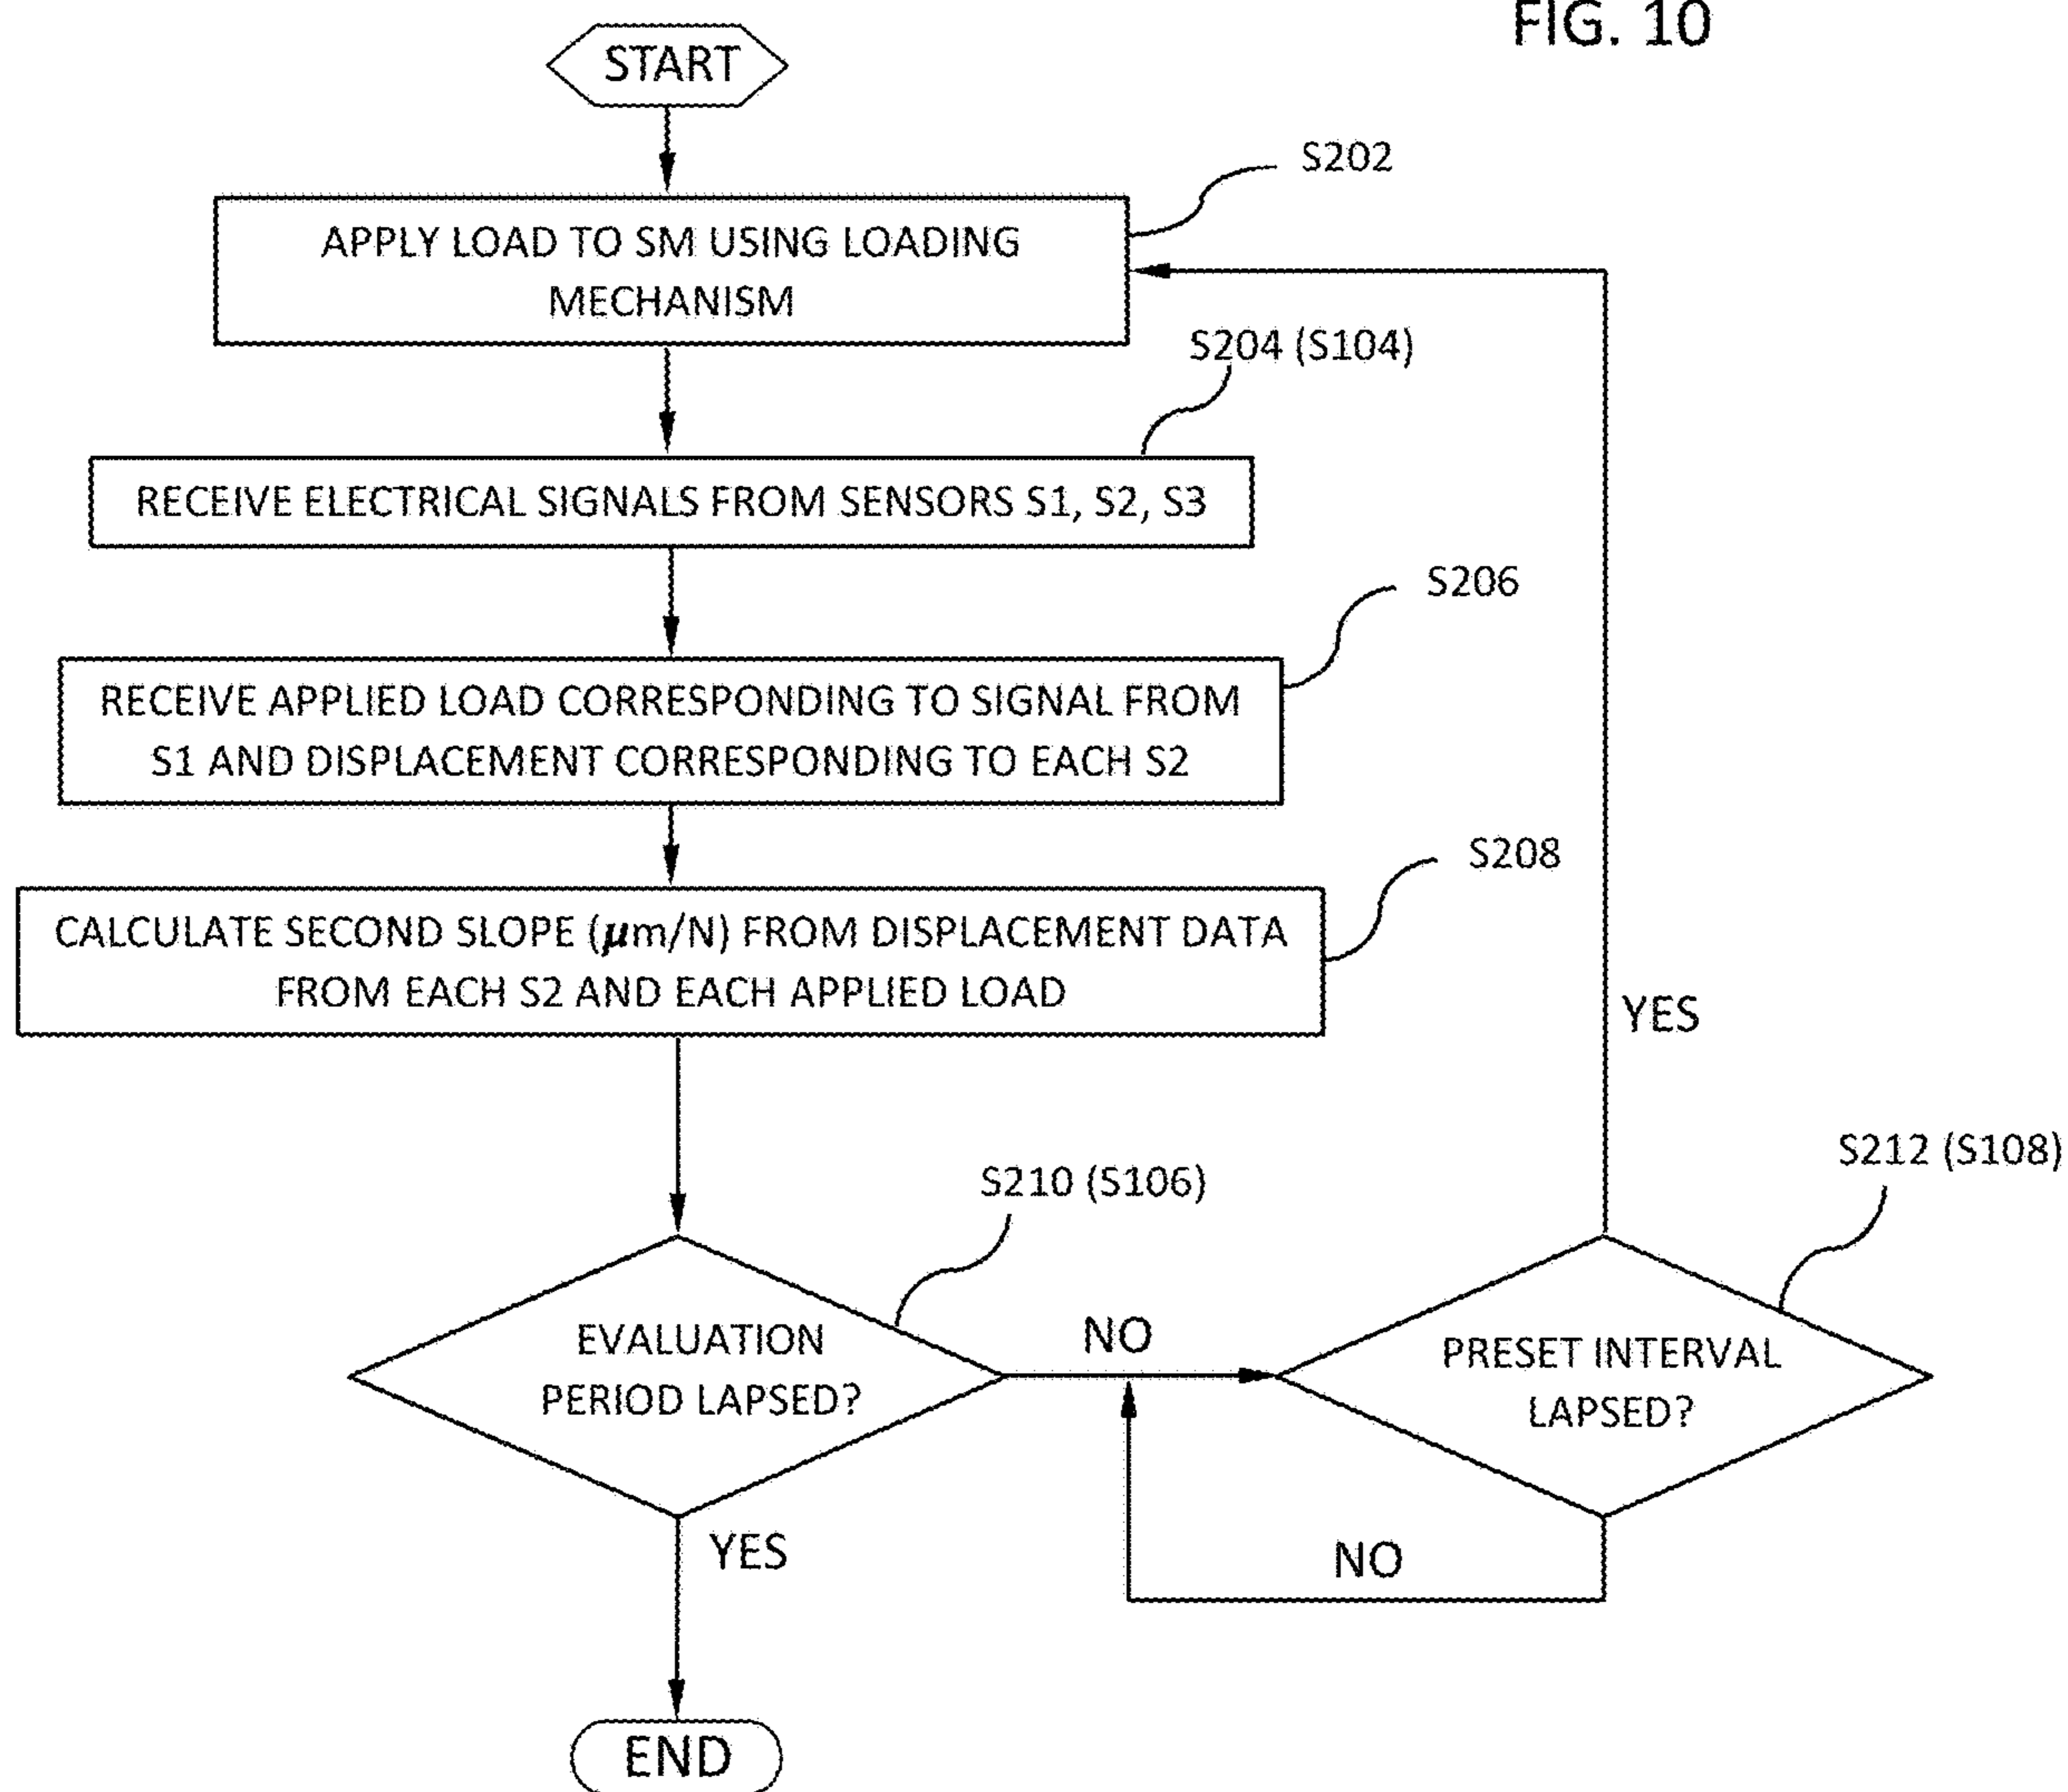 FIG. 10
START
S202
APPLY LOAD TO SM USING LOADING
MECHANISM
S204 (S104)
RECEIVE ELECTRICAL SIGNALS FROM SENSORS S1, S2, S3
S206
RECEIVE APPLIED LOAD CORRESPONDING TO SIGNAL FROM
S1 AND DISPLACEMENT CORRESPONDING TO EACH S2
S208
CALCULATE SECOND SLOPE (μm/N) FROM DISPLACEMENT DATA
FROM EACH S2 AND EACH APPLIED LOAD
YES
S212 (S108)
S210 (S106)
EVALUATION
PERIOD LAPSED?
NO
PRESET INTERVAL
LAPSED?
YES
NO
END